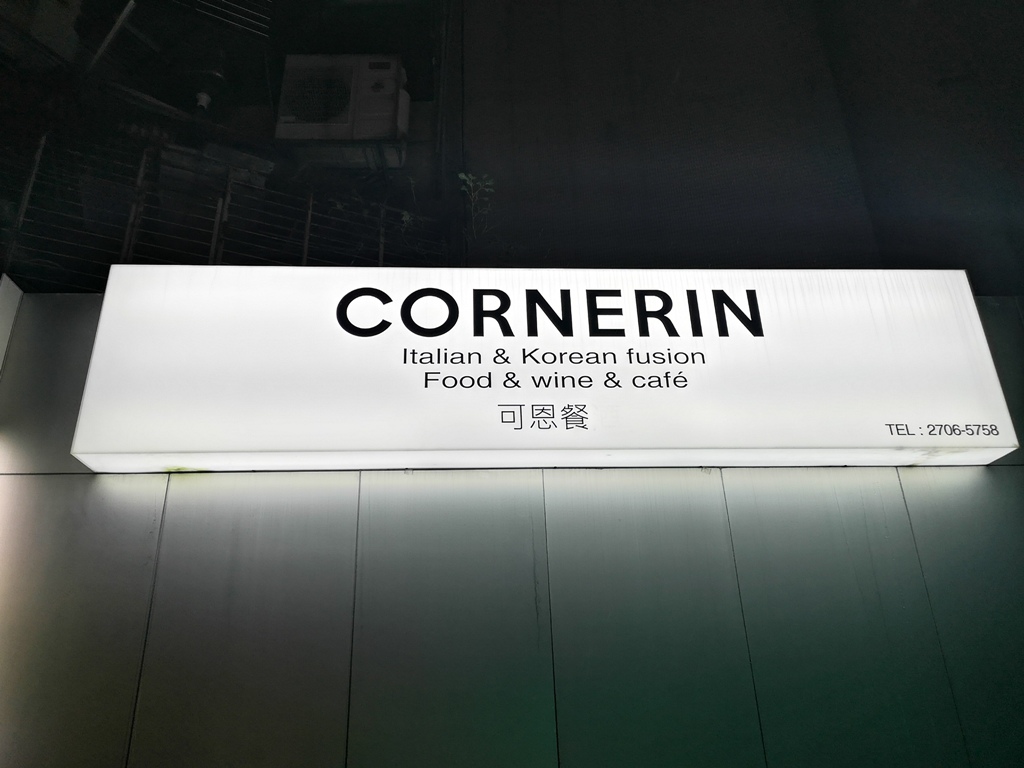 CORNERIN
Italian & Korean fusion
Food & wine & café
可恩餐
TEL : 2706-5758